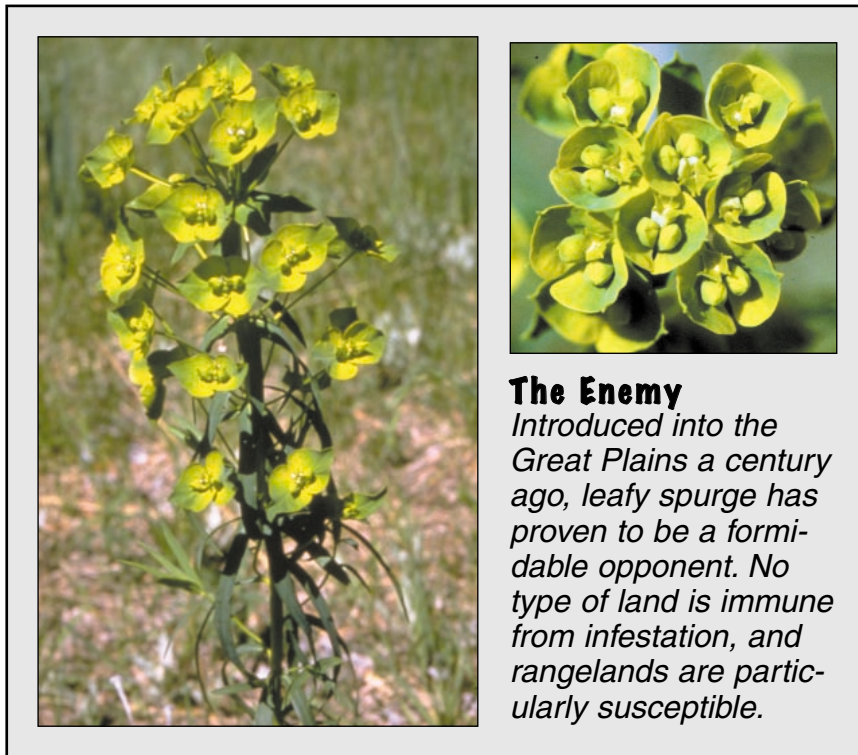 The Enemy
Introduced into the
Great Plains a century
ago, leafy spurge has
proven to be a formi-
dable opponent. No
type of land is immune
from infestation, and
rangelands are partic-
ularly susceptible.